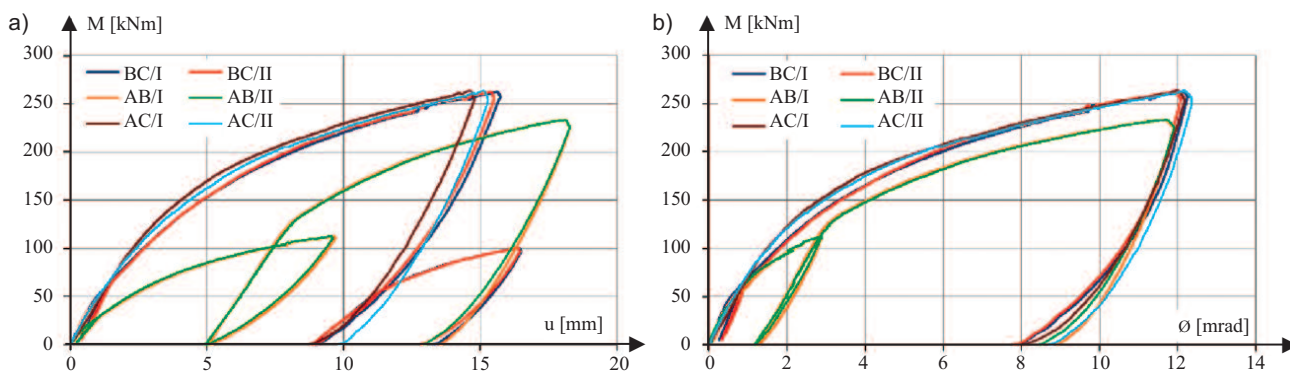 a)
M [kNm]
300
250
200
150
100
50
0
BC/I BC/II
AB/I AB/II
AC/I AC/II
u [mm]
0 5 10 15 20
b)
M [kNm]
300
250
200
150
100
50
0
BC/I BC/II
AB/I AB/II
AC/I AC/II
Ø [mrad]
0 2 4 6 8 10 12 14